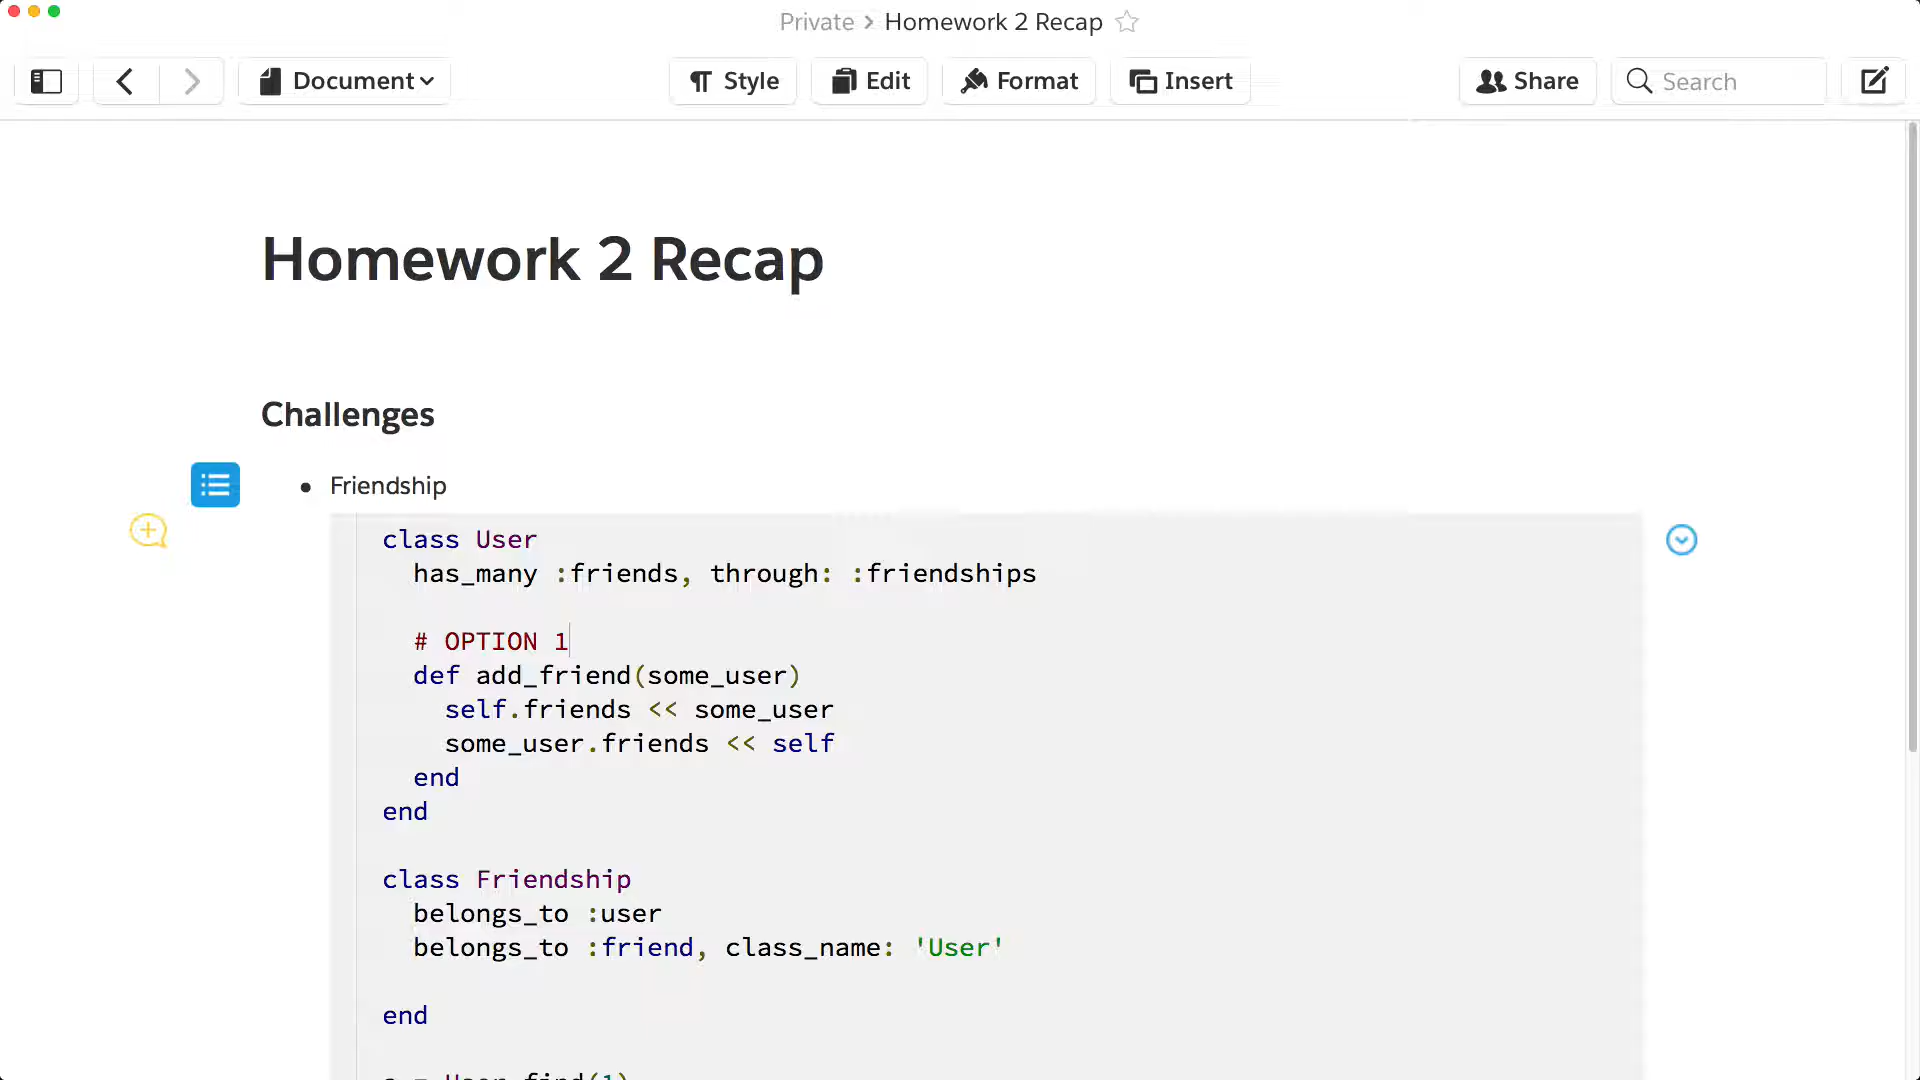 Private > Homework 2 Recap
Document
Style
Edit
Format
Insert
Share
Search
Homework 2 Recap
Challenges
• Friendship
class User
  has_many :friends, through: :friendships
  # OPTION 1
  def add_friend(some_user)
    self.friends << some_user
    some_user.friends << self
  end
end
class Friendship
  belongs_to :user
  belongs_to :friend, class_name: 'User'
end